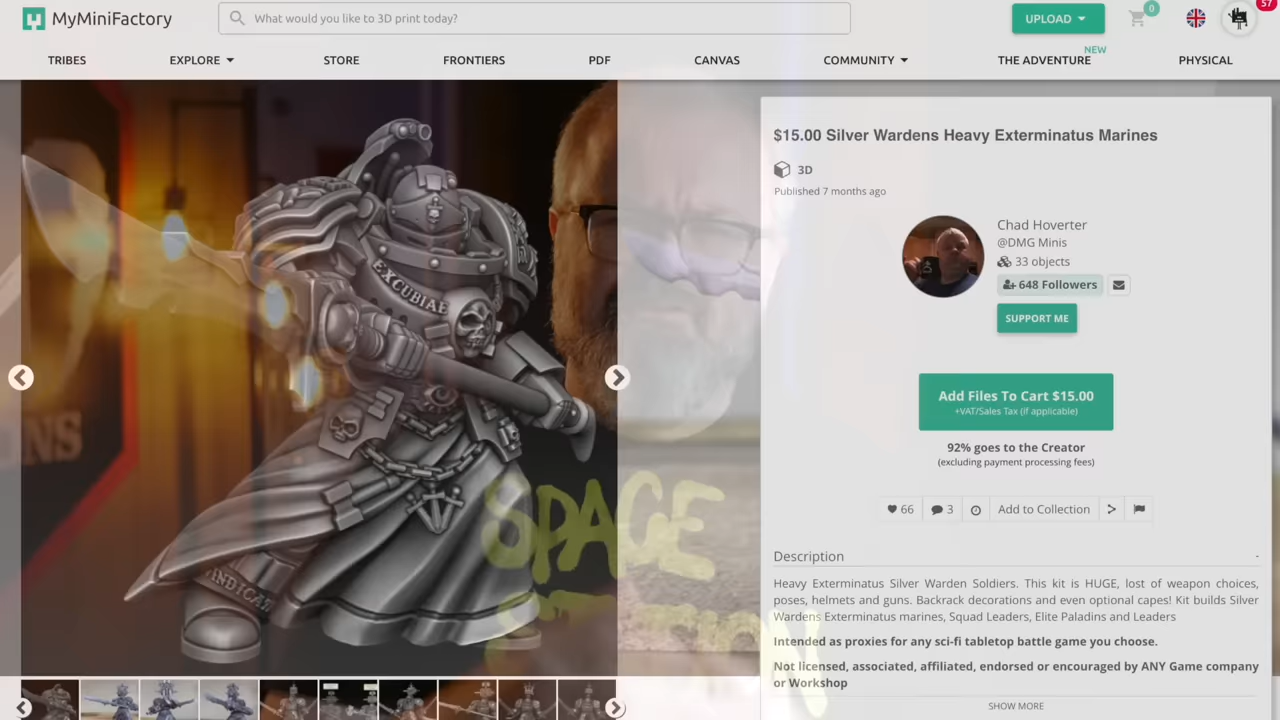 MyMiniFactory
What would you like to 3D print today?
UPLOAD
0
57
TRIBES
EXPLORE
STORE
FRONTIERS
PDF
CANVAS
COMMUNITY
NEW
THE ADVENTURE
PHYSICAL
$15.00 Silver Wardens Heavy Exterminatus Marines
3D
Published 7 months ago
Chad Hoverter
@DMG Minis
33 objects
648 Followers
SUPPORT ME
EXCUBIAE
Add Files To Cart $15.00
+VAT/Sales Tax (if applicable)
92% goes to the Creator
(excluding payment processing fees)
66
3
Add to Collection
SPACE
Description
-
Heavy Exterminatus Silver Warden Soldiers. This kit is HUGE, lost of weapon choices,
poses, helmets and guns. Backrack decorations and even optional capes! Kit builds Silver
Wardens Exterminatus marines, Squad Leaders, Elite Paladins and Leaders
Intended as proxies for any sci-fi tabletop battle game you choose.
Not licensed, associated, affiliated, endorsed or encouraged by ANY Game company
or Workshop
SHOW MORE